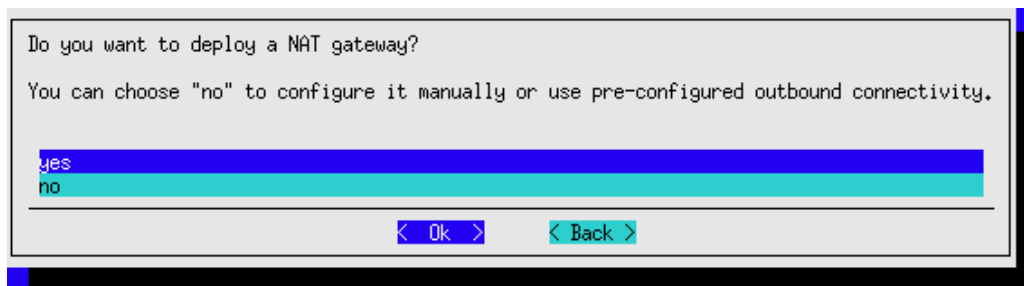 Do you want to deploy a NAT gateway?
You can choose "no" to configure it manually or use pre-configured outbound connectivity.
yes
no
< Ok > < Back >